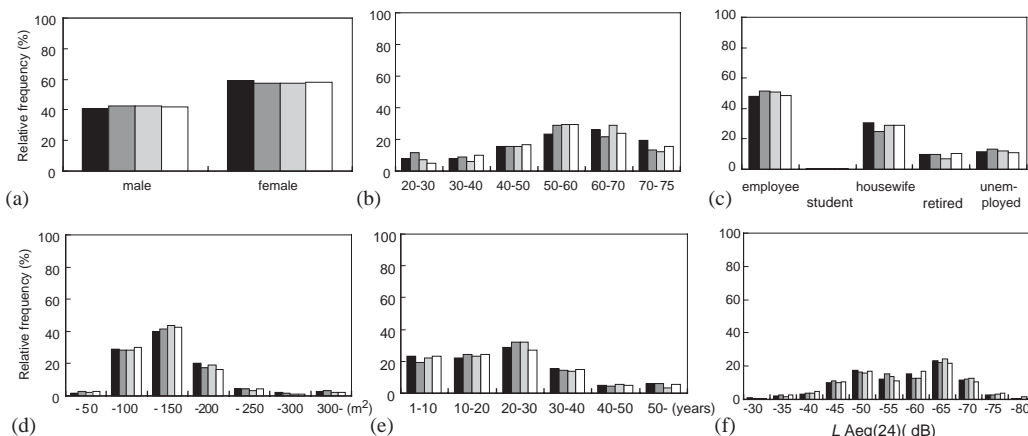 Relative frequency (%)
100
80
60
40
20
0
male female
(a)
100
80
60
40
20
0
20-30 30-40 40-50 50-60 60-70 70- 75
(b)
100
80
60
40
20
0
employee housewife unem-
student retired ployed
(c)
Relative frequency (%)
100
80
60
40
20
0
-50 -100 -150 -200 -250 -300 300- (m²)
(d)
100
80
60
40
20
0
1-10 10-20 20-30 30-40 40-50 50- (years)
(e)
100
80
60
40
20
0
-30 -35 -40 -45 -50 -55 -60 -65 -70 -75 -80
L Aeq(24)( dB)
(f)